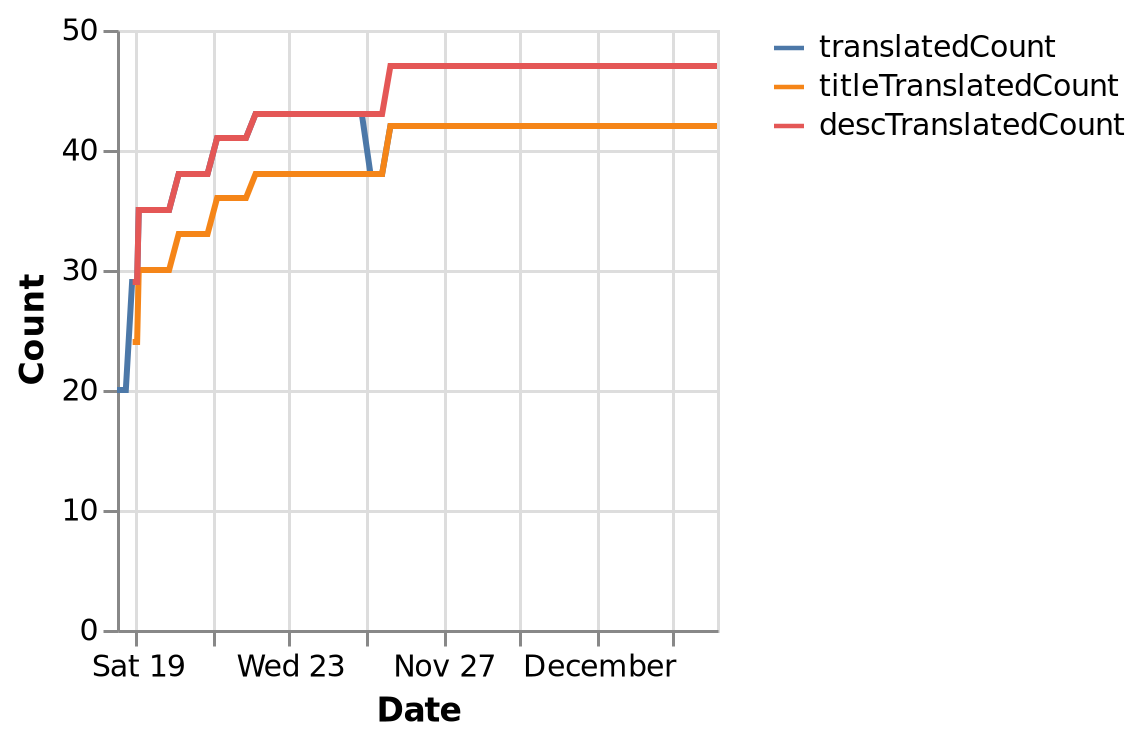 50
40
30
20
10
0
Count
Sat 19
Wed 23
Nov 27
December
Date
translatedCount
titleTranslatedCount
descTranslatedCount